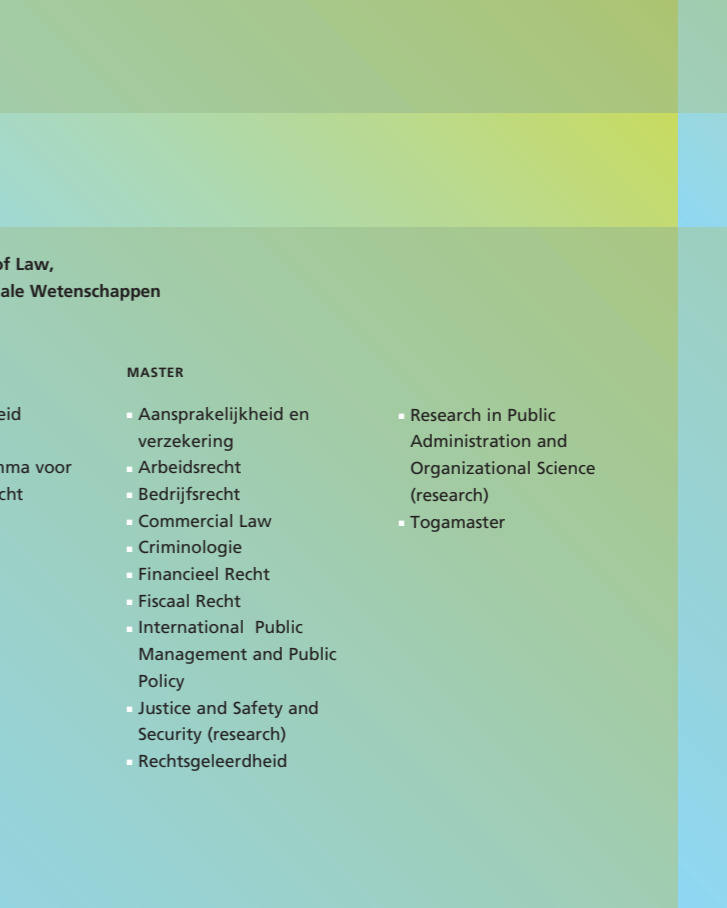 of Law,
ale Wetenschappen
eid
mma voor
cht
MASTER
Aansprakelijkheid en
verzekering
Arbeidsrecht
Bedrijfsrecht
Commercial Law
Criminologie
Financieel Recht
Fiscaal Recht
International Public
Management and Public
Policy
Justice and Safety and
Security (research)
Rechtsgeleerdheid
Research in Public
Administration and
Organizational Science
(research)
Togamaster